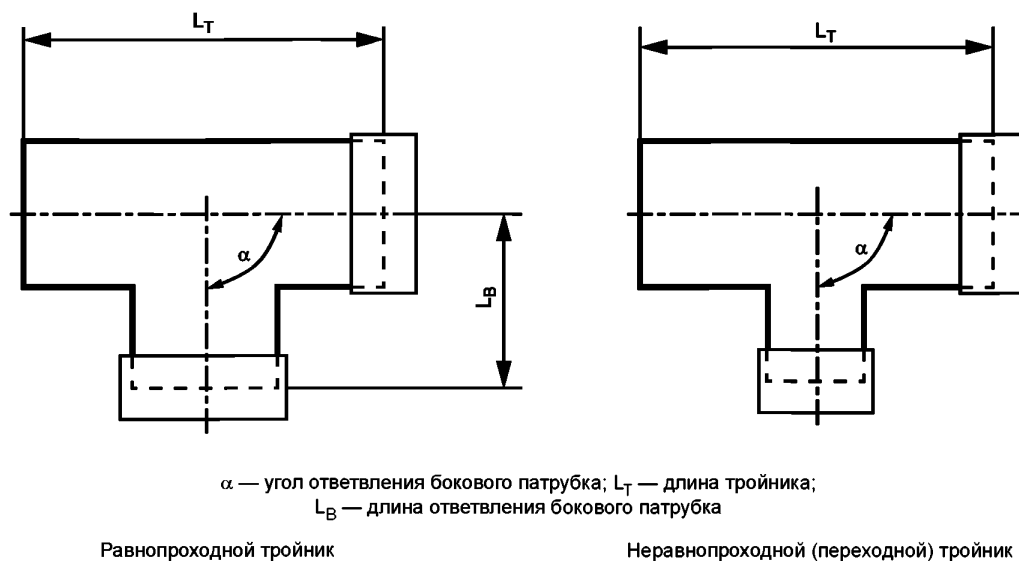 L_T
L_T
α
α
L_B
α — угол ответвления бокового патрубка; L_T — длина тройника;
L_B — длина ответвления бокового патрубка
Равнопроходной тройник
Неравнопроходной (переходной) тройник